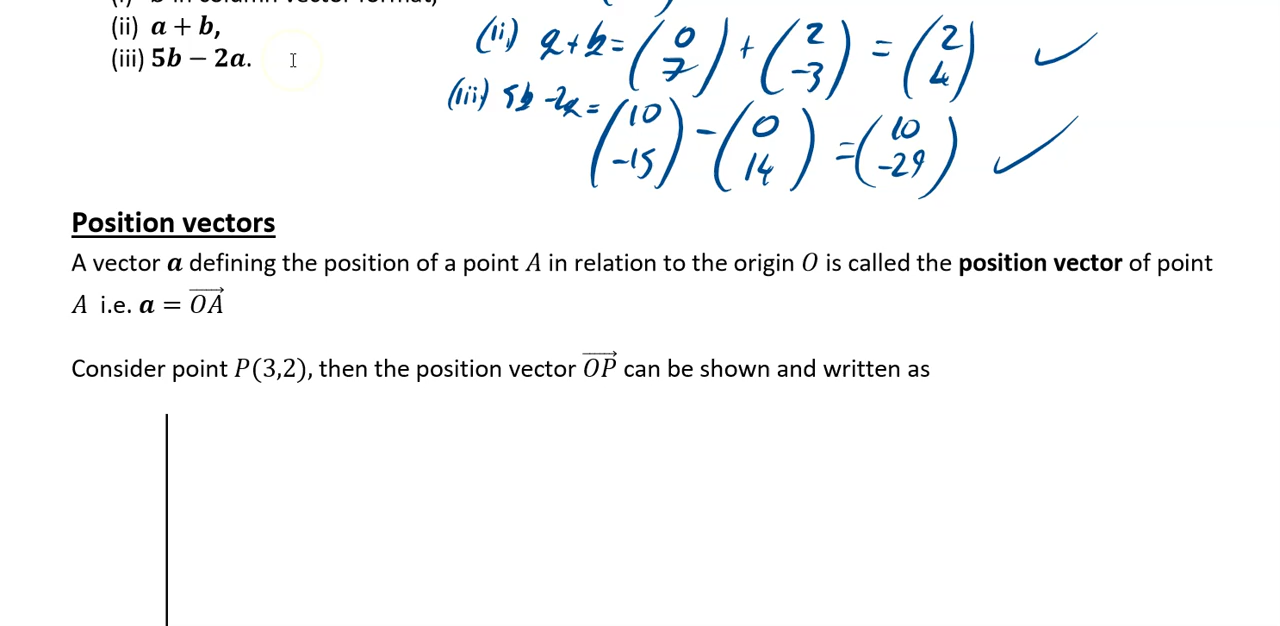 (ii) a + b,
(iii) 5b − 2a.
(ii) a + b = (0 7) + (2 -3) = (2 4) ✓
(iii) 5b - 2a = (10 -15) - (0 14) = (10 -29) ✓
Position vectors
A vector a defining the position of a point A in relation to the origin O is called the position vector of point
A i.e. a = OA
Consider point P(3,2), then the position vector OP can be shown and written as